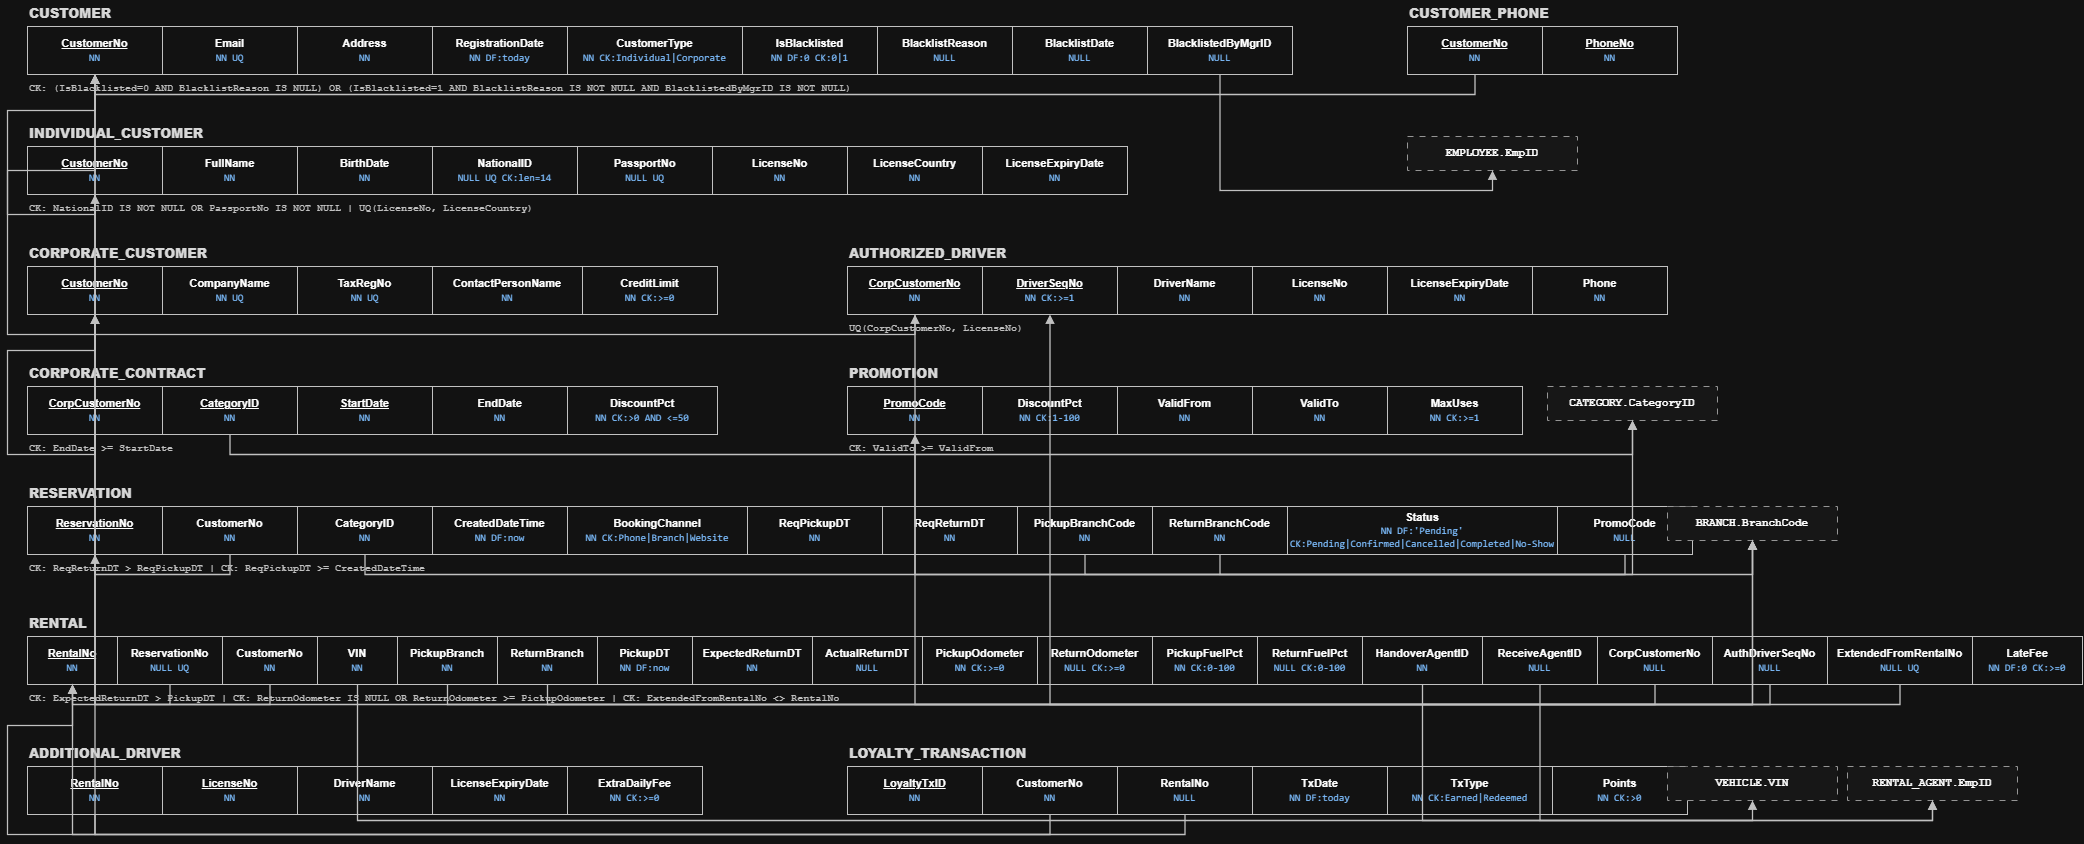 CUSTOMER
CustomerNo Email Address RegistrationDate CustomerType IsBlacklisted BlacklistReason BlacklistDate BlacklistedByMgrID
NN NN UQ NN NN DF:today NN CK:Individual|Corporate NN DF:0 CK:0|1 NULL NULL NULL
CK: (IsBlacklisted=0 AND BlacklistReason IS NULL) OR (IsBlacklisted=1 AND BlacklistReason IS NOT NULL AND BlacklistedByMgrID IS NOT NULL)
CUSTOMER_PHONE
CustomerNo PhoneNo
NN NN
INDIVIDUAL_CUSTOMER
CustomerNo FullName BirthDate NationalID PassportNo LicenseNo LicenseCountry LicenseExpiryDate
NN NN NN NULL UQ CK:len=14 NULL UQ NN NN NN
CK: NationalID IS NOT NULL OR PassportNo IS NOT NULL | UQ(LicenseNo, LicenseCountry)
EMPLOYEE.EmpID
CORPORATE_CUSTOMER
CustomerNo CompanyName TaxRegNo ContactPersonName CreditLimit
NN NN UQ NN UQ NN NN CK:>=0
AUTHORIZED_DRIVER
CorpCustomerNo DriverSeqNo DriverName LicenseNo LicenseExpiryDate Phone
NN NN CK:>=1 NN NN NN NN
UQ(CorpCustomerNo, LicenseNo)
CORPORATE_CONTRACT
CorpCustomerNo CategoryID StartDate EndDate DiscountPct
NN NN NN NN NN CK:>0 AND <=50
CK: EndDate >= StartDate
PROMOTION
PromoCode DiscountPct ValidFrom ValidTo MaxUses
NN NN CK:1-100 NN NN NN CK:>=1
CK: ValidTo >= ValidFrom
CATEGORY.CategoryID
RESERVATION
ReservationNo CustomerNo CategoryID CreatedDateTime BookingChannel ReqPickupDT ReqReturnDT PickupBranchCode ReturnBranchCode Status PromoCode
NN NN NN NN DF:now NN CK:Phone|Branch|Website NN NN NN NN NN DF:'Pending' NULL
CK:Pending|Confirmed|Cancelled|Completed|No-Show
CK: ReqReturnDT > ReqPickupDT | CK: ReqPickupDT >= CreatedDateTime
BRANCH.BranchCode
RENTAL
RentalNo ReservationNo CustomerNo VIN PickupBranch ReturnBranch PickupDT ExpectedReturnDT ActualReturnDT PickupOdometer ReturnOdometer PickupFuelPct ReturnFuelPct HandoverAgentID ReceiveAgentID CorpCustomerNo AuthDriverSeqNo ExtendedFromRentalNo LateFee
NN NULL UQ NN NN NN NN NN DF:now NN NULL NN CK:>=0 NULL CK:>=0 NN CK:0-100 NULL CK:0-100 NN NULL NULL NULL NULL UQ NN DF:0 CK:>=0
CK: ExpectedReturnDT > PickupDT | CK: ReturnOdometer IS NULL OR ReturnOdometer >= PickupOdometer | CK: ExtendedFromRentalNo <> RentalNo
ADDITIONAL_DRIVER
RentalNo LicenseNo DriverName LicenseExpiryDate ExtraDailyFee
NN NN NN NN NN CK:>=0
LOYALTY_TRANSACTION
LoyaltyTxID CustomerNo RentalNo TxDate TxType Points
NN NN NULL NN DF:today NN CK:Earned|Redeemed NN CK:>0
VEHICLE.VIN
RENTAL_AGENT.EmpID